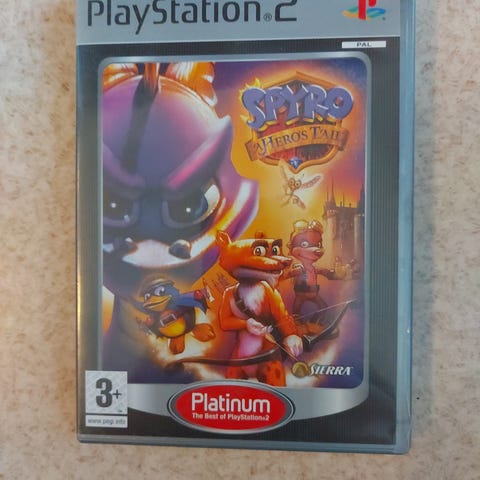 PlayStation®2
PAL
SPYRO
A HERO'S TAIL
SIERRA
3+
www.pegi.info
Platinum
The Best of PlayStation®2